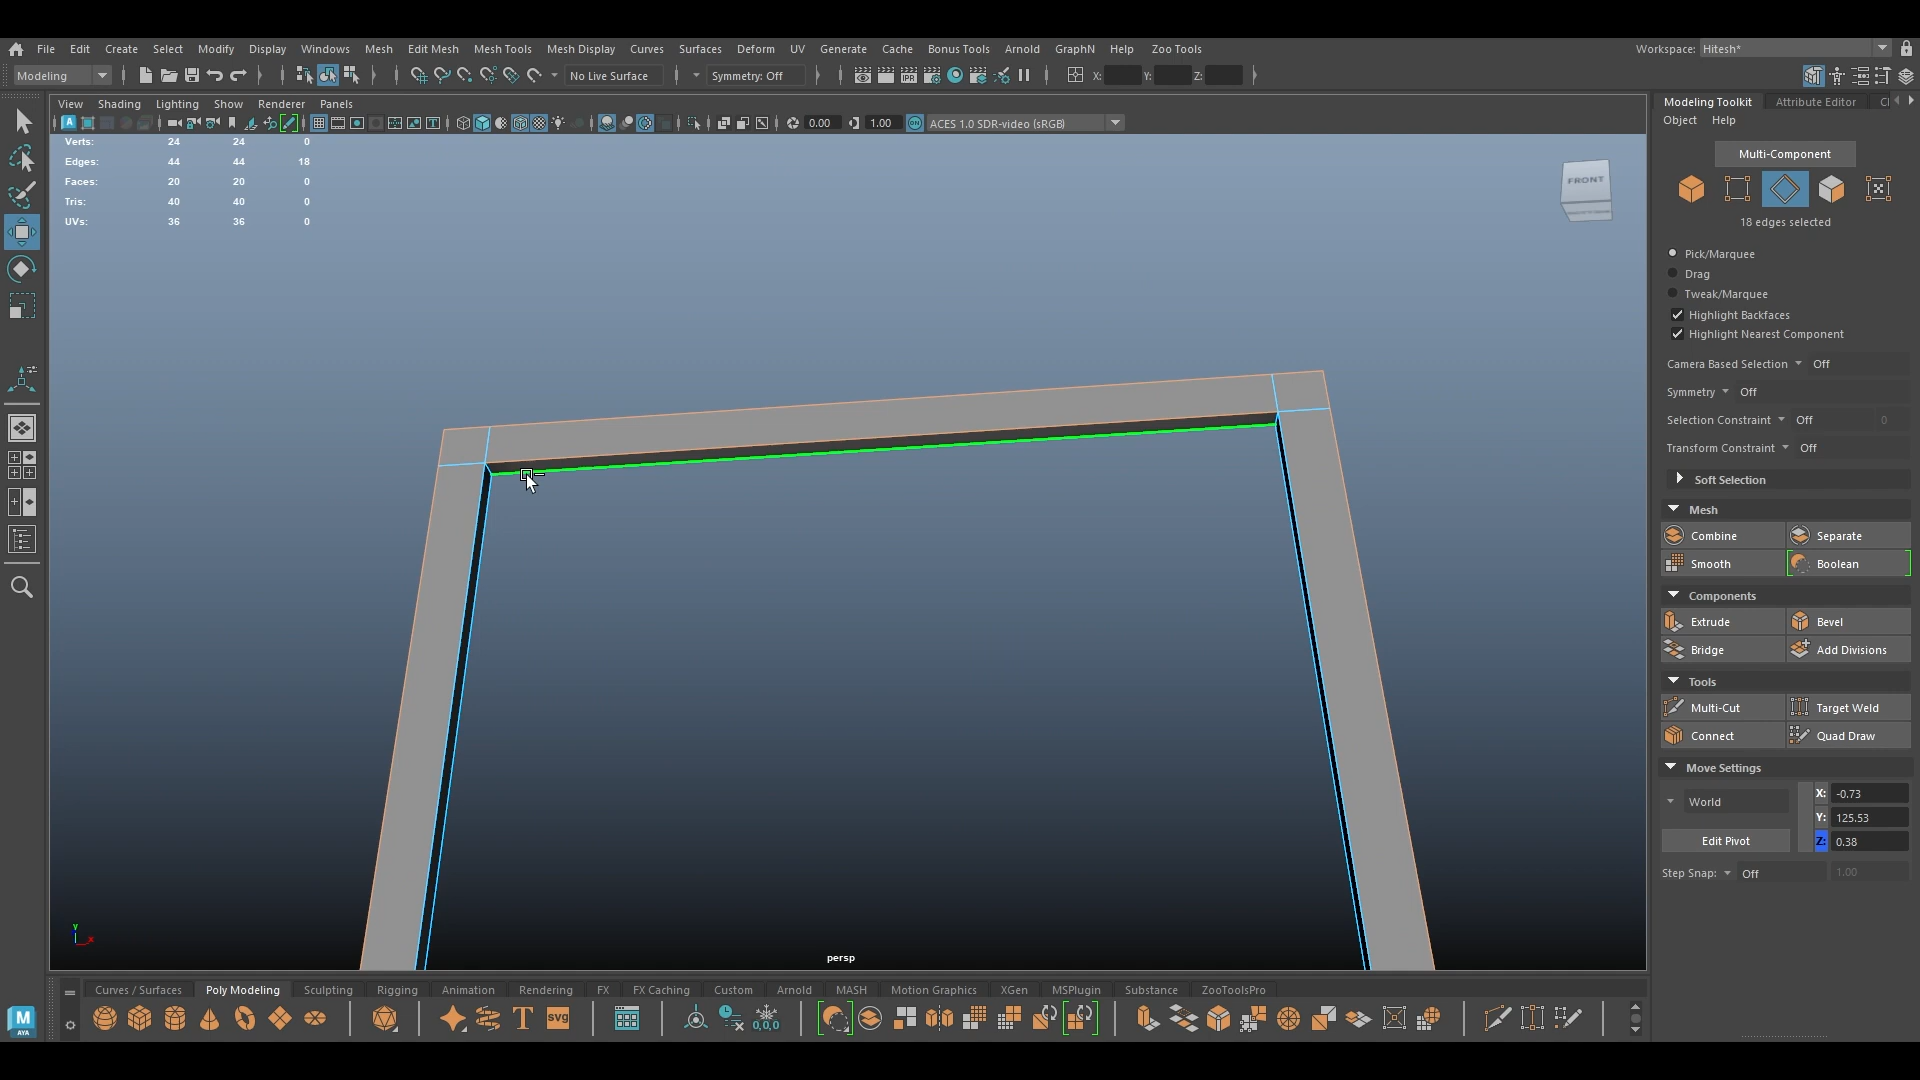 File Edit Create Select Modify Display Windows Mesh Edit Mesh Mesh Tools Mesh Display Curves Surfaces Deform UV Generate Cache Bonus Tools Arnold GraphN Help Zoo Tools Workspace: Hitesh*
Modeling No Live Surface Symmetry: Off IPR X: Y: Z:
View Shading Lighting Show Renderer Panels
0.00 1.00 ON ACES 1.0 SDR-video (sRGB)
Modeling Toolkit Attribute Editor
Object Help
Verts: 24 24 0
Edges: 44 44 18
Faces: 20 20 0
Tris: 40 40 0
UVs: 36 36 0
FRONT
Multi-Component
18 edges selected
Pick/Marquee
Drag
Tweak/Marquee
Highlight Backfaces
Highlight Nearest Component
Camera Based Selection Off
Symmetry Off
Selection Constraint Off 0
Transform Constraint Off
Soft Selection
Mesh
Combine Separate
Smooth Boolean
Components
Extrude Bevel
Bridge Add Divisions
Tools
Multi-Cut Target Weld
Connect Quad Draw
Move Settings
World X: -0.73
Y: 125.53
Edit Pivot Z: 0.38
Step Snap: Off 1.00
y
x
persp
Curves / Surfaces Poly Modeling Sculpting Rigging Animation Rendering FX FX Caching Custom Arnold MASH Motion Graphics XGen MSPlugin Substance ZooToolsPro
M
AYA
T svg 0,0,0